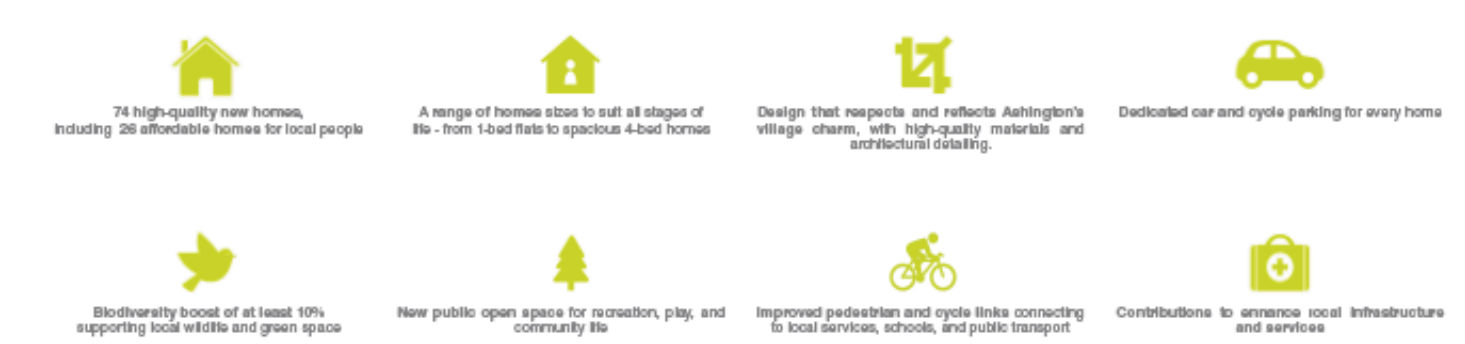 74 high-quality new homes,
including 26 affordable homes for local people
A range of homes sizes to suit all stages of
life - from 1-bed flats to spacious 4-bed homes
Design that respects and reflects Ashington's
village charm, with high-quality materials and
architectural detailing.
Dedicated car and cycle parking for every home
Biodiversity boost of at least 10%
supporting local wildlife and green space
New public open space for recreation, play, and
community life
Improved pedestrian and cycle links connecting
to local services, schools, and public transport
Contributions to enhance local infrastructure
and services